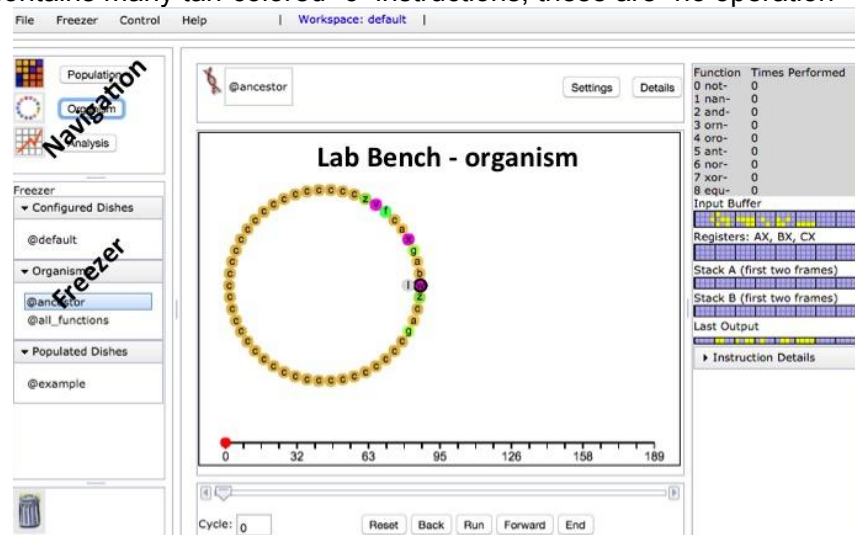 contains many tan-colored "c" instructions; these are "no operation"
File Freezer Control Help | Workspace: default |
Population
Organism
Analysis
Navigation
Freezer
▾ Configured Dishes
@default
▾ Organism
@ancestor
@all_functions
▾ Populated Dishes
@example
Freezer
@ancestor
Settings Details
Lab Bench - organism
0 32 63 95 126 158 189
Cycle: 0 Reset Back Run Forward End
Function Times Performed
0 not- 0
1 nan- 0
2 and- 0
3 orn- 0
4 oro- 0
5 ant- 0
6 nor- 0
7 xor- 0
8 equ- 0
Input Buffer
Registers: AX, BX, CX
Stack A (first two frames)
Stack B (first two frames)
Last Output
▸ Instruction Details